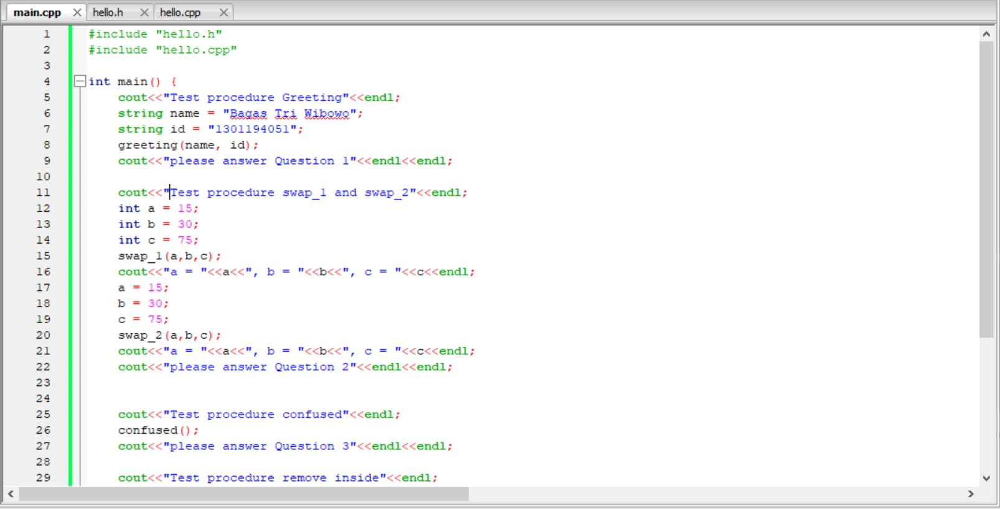 main.cpp hello.h hello.cpp
1 #include "hello.h"
2 #include "hello.cpp"
3
4 int main() {
5 cout<<"Test procedure Greeting"<<endl;
6 string name = "Bagas Tri Wibowo";
7 string id = "1301194051";
8 greeting(name, id);
9 cout<<"please answer Question 1"<<endl<<endl;
10
11 cout<<"Test procedure swap_1 and swap_2"<<endl;
12 int a = 15;
13 int b = 30;
14 int c = 75;
15 swap_1(a,b,c);
16 cout<<"a = "<<a<<", b = "<<b<<", c = "<<c<<endl;
17 a = 15;
18 b = 30;
19 c = 75;
20 swap_2(a,b,c);
21 cout<<"a = "<<a<<", b = "<<b<<", c = "<<c<<endl;
22 cout<<"please answer Question 2"<<endl<<endl;
23
24
25 cout<<"Test procedure confused"<<endl;
26 confused();
27 cout<<"please answer Question 3"<<endl<<endl;
28
29 cout<<"Test procedure remove inside"<<endl;